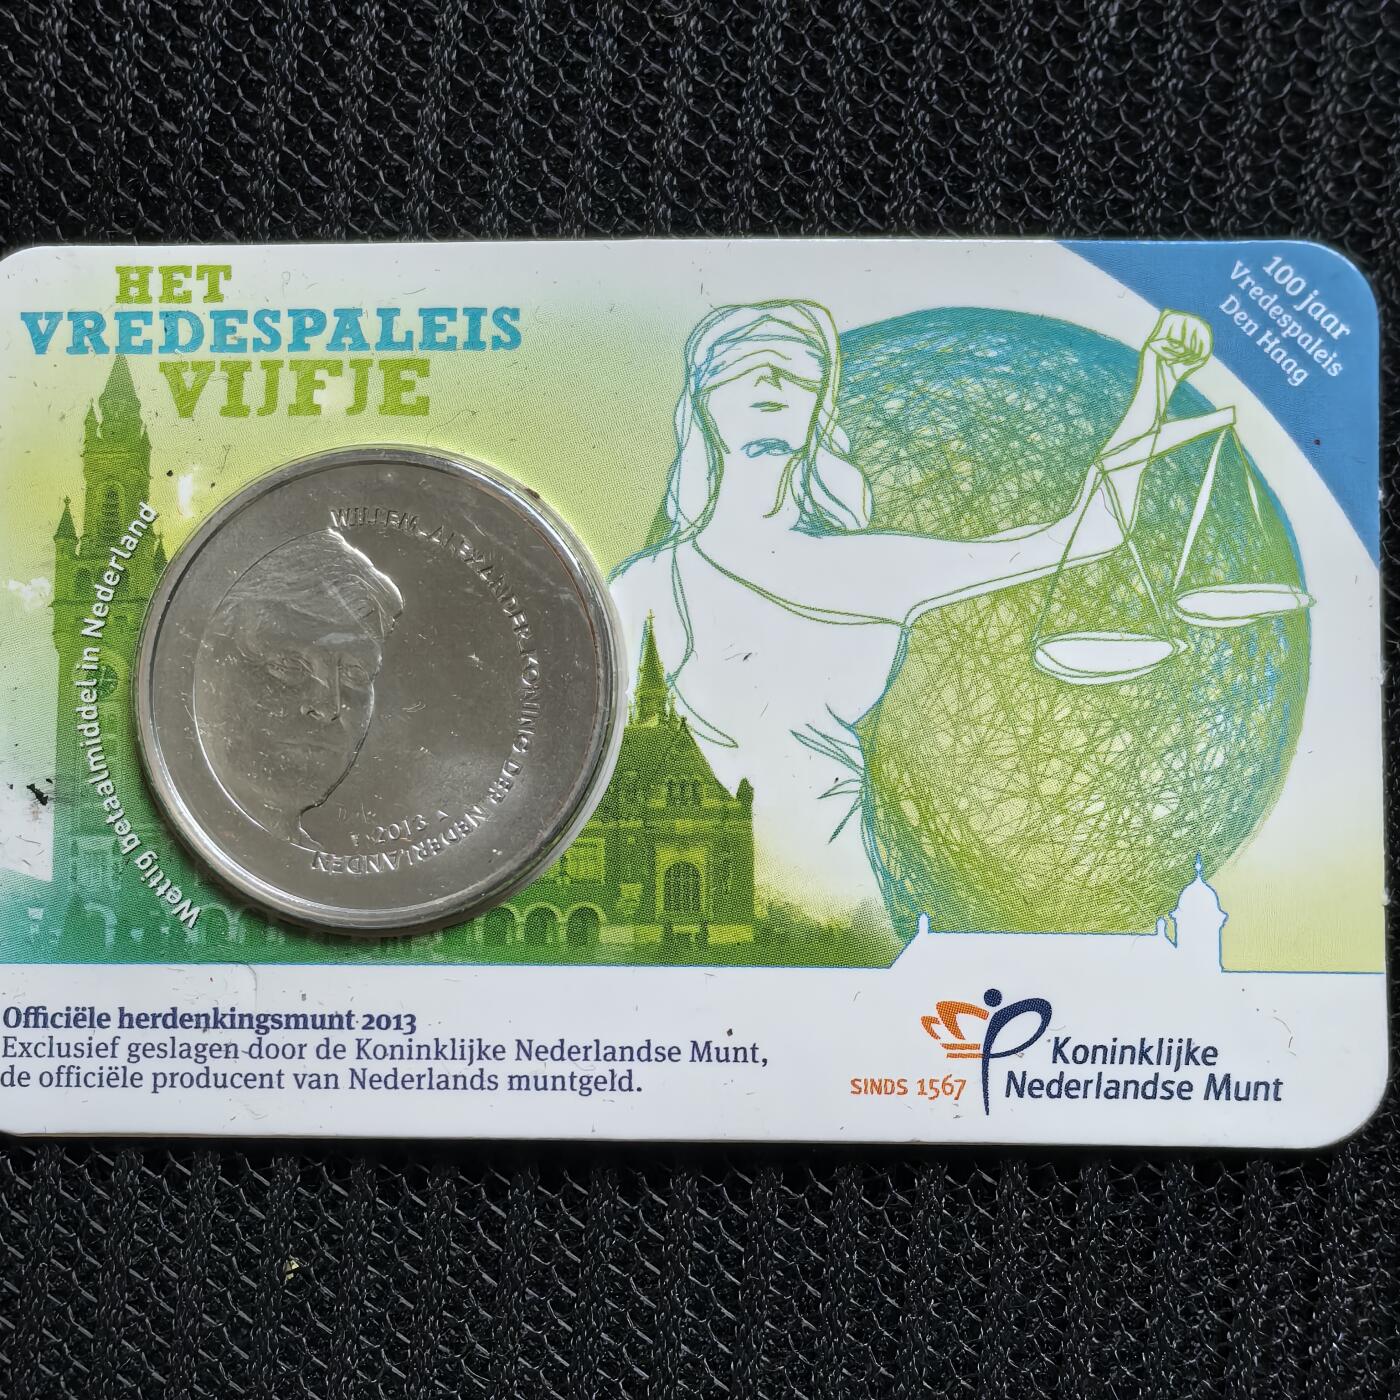 HET
VREDESPALEIS
VIJFJE
100 jaar
Vredespaleis
Den Haag
Wettig betaalmiddel in Nederland
WILLEM-ALEXANDER KONING DER NEDERLANDEN
2013
Officiële herdenkingsmunt 2013
Exclusief geslagen door de Koninklijke Nederlandse Munt,
de officiële producent van Nederlands muntgeld.
SINDS 1567
Koninklijke
Nederlandse Munt